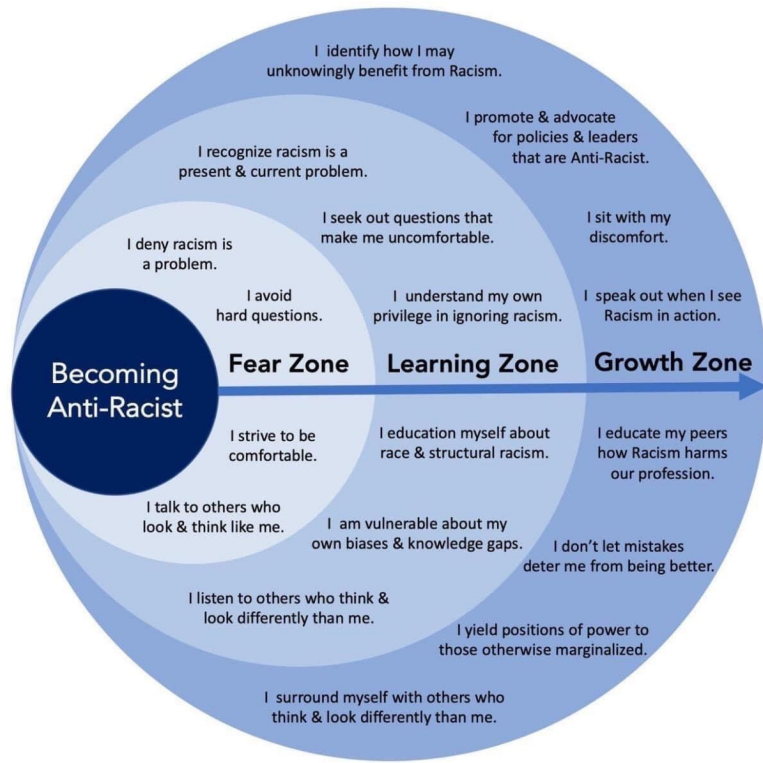 I identify how I may
unknowingly benefit from Racism.
I promote & advocate
for policies & leaders
that are Anti-Racist.
I recognize racism is a
present & current problem.
I seek out questions that
make me uncomfortable.
I sit with my
discomfort.
I deny racism is
a problem.
I avoid
hard questions.
I understand my own
privilege in ignoring racism.
I speak out when I see
Racism in action.
Becoming
Anti-Racist
Fear Zone
Learning Zone
Growth Zone
I strive to be
comfortable.
I education myself about
race & structural racism.
I educate my peers
how Racism harms
our profession.
I talk to others who
look & think like me.
I am vulnerable about my
own biases & knowledge gaps.
I don't let mistakes
deter me from being better.
I listen to others who think &
look differently than me.
I yield positions of power to
those otherwise marginalized.
I surround myself with others who
think & look differently than me.